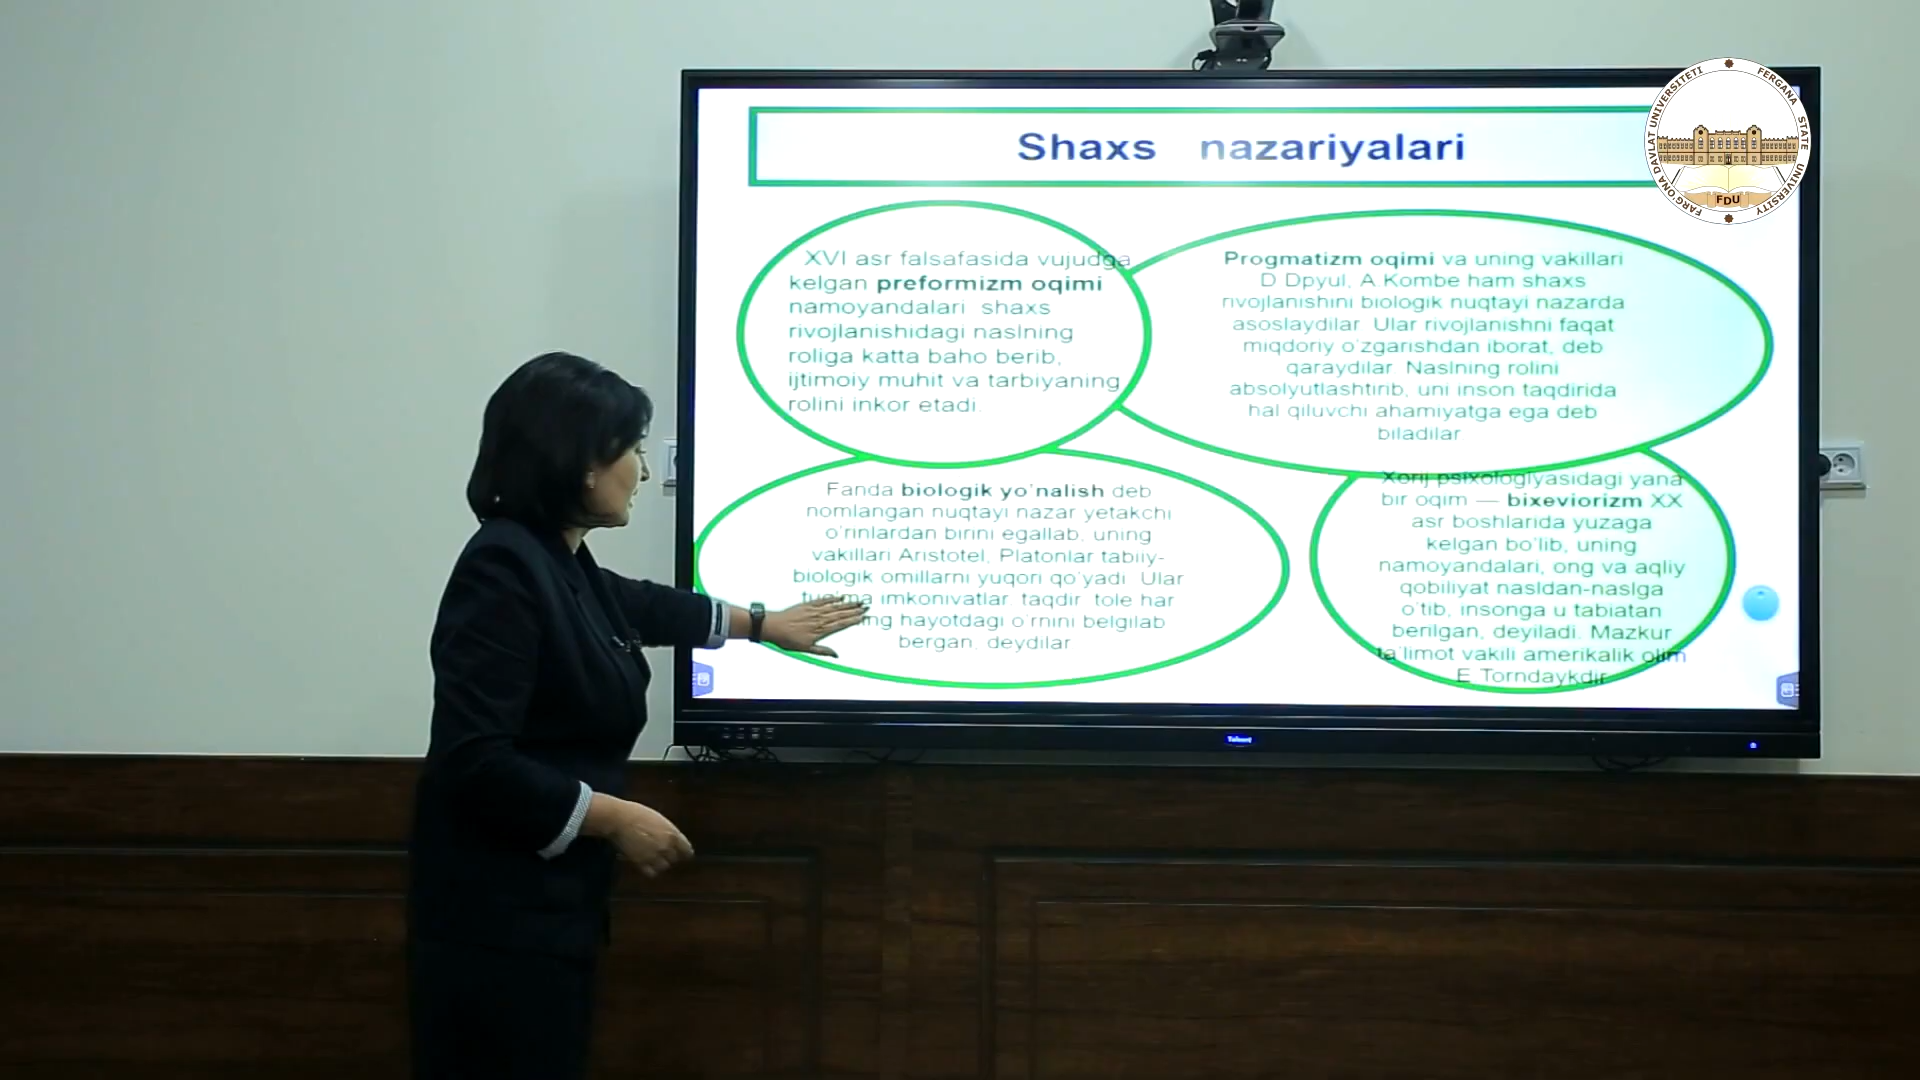 Shaxs nazariyalari
XVI asr falsafasida vujudga
kelgan preformizm oqimi
namoyandalari shaxs
rivojlanishidagi naslning
roliga katta baho berib,
ijtimoiy muhit va tarbiyaning
rolini inkor etadi.
Progmatizm oqimi va uning vakillari
D Dpyul, A Kombe ham shaxs
rivojlanishini biologik nuqtayi nazarda
asoslaydilar Ular rivojlanishni faqat
miqdoriy o'zgarishdan iborat, deb
qaraydilar. Naslning rolini
absolyutlashtirib, uni inson taqdirida
hal qiluvchi ahamiyatga ega deb
biladilar
Fanda biologik yo'nalish deb
nomlangan nuqtayi nazar yetakchi
o'rinlardan birini egallab, uning
vakillari Aristotel, Platonlar tabiiy-
biologik omillarni yuqori qo'yadi. Ular
imkoniyatlar, taqdir, tole har
hayotdagi o'rnini belgilab
bergan, deydilar
Xorij psixologiyasidagi yana
bir oqim — bixeviorizm XX
asr boshlarida yuzaga
kelgan bo'lib, uning
namoyandalari, ong va aqliy
qobiliyat nasldan-naslga
o'tib, insonga u tabiatan
berilgan, deyiladi. Mazkur
ta'limot vakili amerikalik olim
E Torndaykdir
FARG'ONA DAVLAT UNIVERSITETI
FERGANA STATE UNIVERSITY
FDU